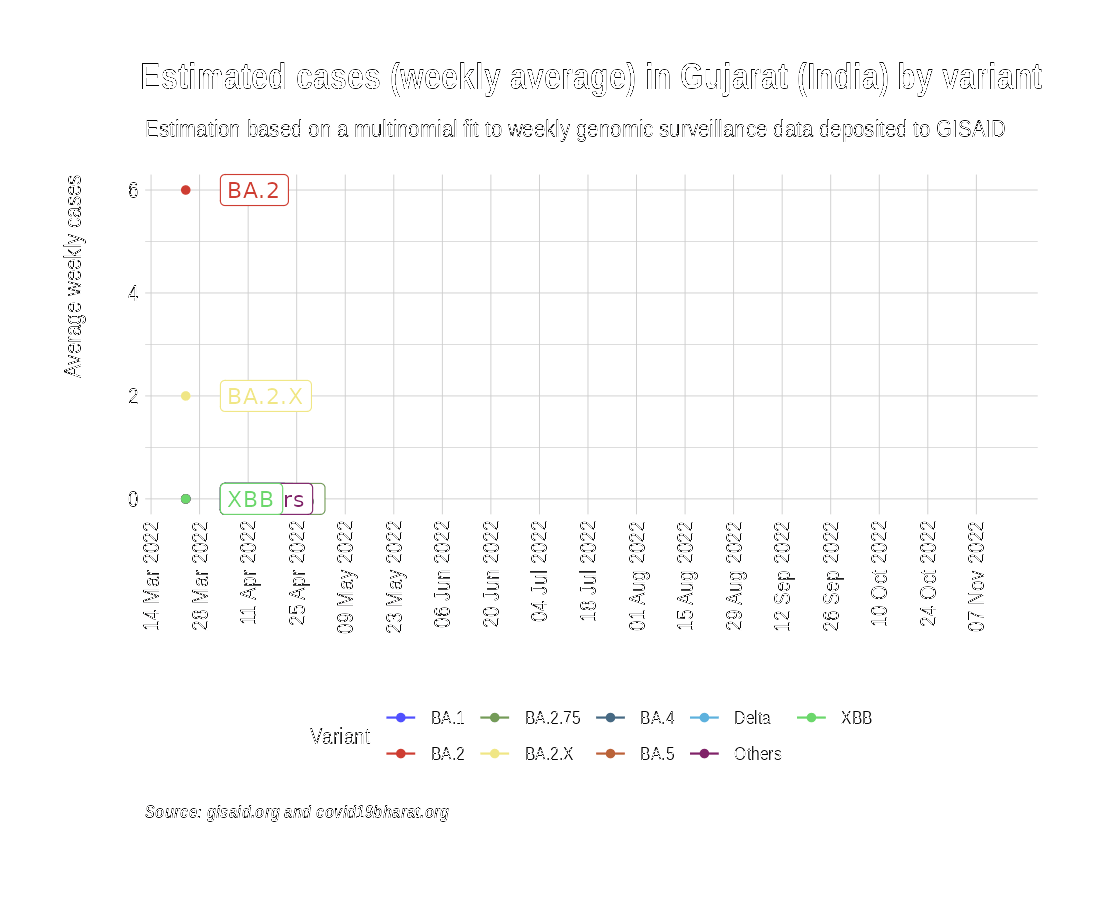 Estimated cases (weekly average) in Gujarat (India) by variant
Estimation based on a multinomial fit to weekly genomic surveillance data deposited to GISAID
Average weekly cases
6
BA.2
4
2
BA.2.X
0
XBB
rs
14 Mar 2022
28 Mar 2022
11 Apr 2022
25 Apr 2022
09 May 2022
23 May 2022
06 Jun 2022
20 Jun 2022
04 Jul 2022
18 Jul 2022
01 Aug 2022
15 Aug 2022
29 Aug 2022
12 Sep 2022
26 Sep 2022
10 Oct 2022
24 Oct 2022
07 Nov 2022
Variant
BA.1
BA.2.75
BA.4
Delta
XBB
BA.2
BA.2.X
BA.5
Others
Source: gisaid.org and covid19bharat.org